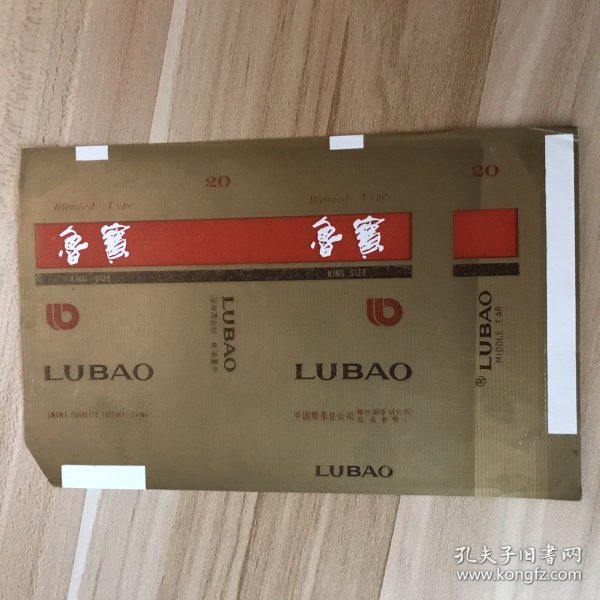 20
20
Blended Type
Blended Type
魯寶
魯寶
KING SIZE
KING SIZE
LUBAO
LUBAO
LUBAO
® LUBAO
MIDDLE TAR
CIGARETTE FACTORY · CHINA
中国烟草总公司
LUBAO
孔夫子旧书网
www.kongfz.com